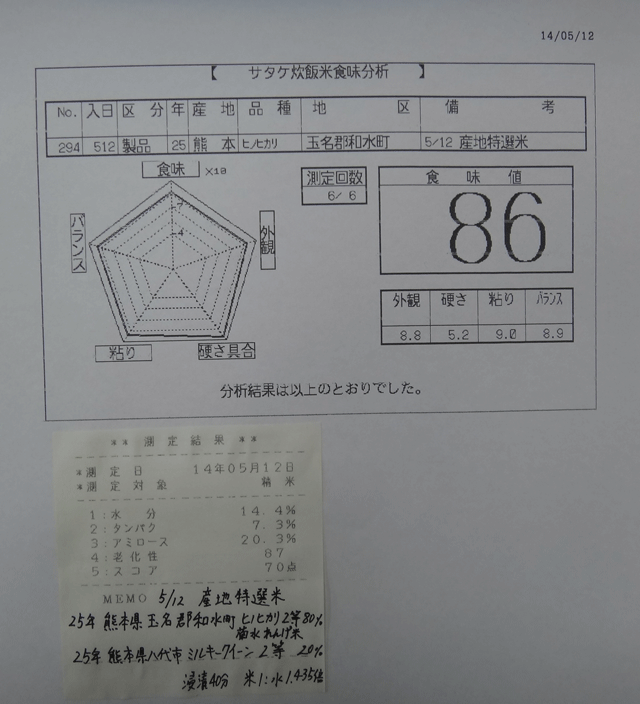 14/05/12
【 サタケ炊飯米食味分析 】
No. 入日 区分 年 産地 品種 地区 備考
294 512 製品 25 熊本 ヒノヒカリ 玉名郡和水町 5/12 産地特選米
食味 X10
7
4
バランス
外観
粘り
硬さ具合
測定回数
6/ 6
食味値
86
外観 硬さ 粘り バランス
8.8 5.2 9.0 8.9
分析結果は以上のとおりでした。
** 測定結果 **
*測定日 14年05月12日
*測定対象 精米
1:水分 14.4%
2:タンパク 7.3%
3:アミロース 20.3%
4:老化性 87
5:スコア 70点
MEMO 5/12 産地特選米
25年 熊本県玉名郡和水町 ヒノヒカリ 2等 80%
菊水れんげ米
25年 熊本県八代市 ミルキークイーン 2等 20%
浸漬40分 米1:水1.435倍